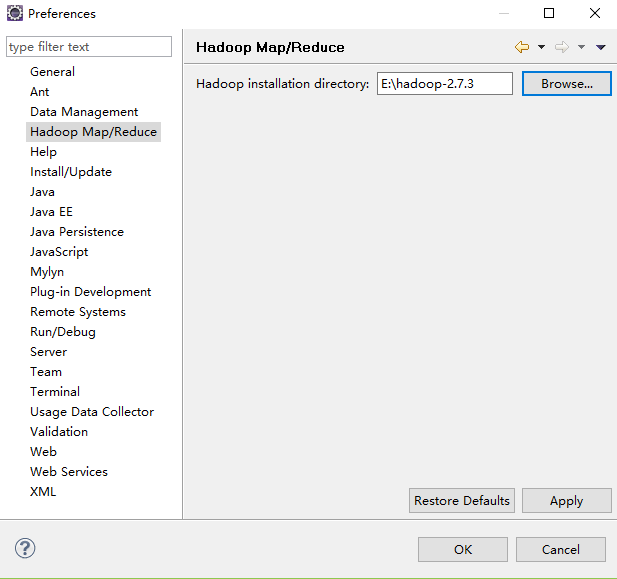 Preferences
type filter text
General
Ant
Data Management
Hadoop Map/Reduce
Help
Install/Update
Java
Java EE
Java Persistence
JavaScript
Mylyn
Plug-in Development
Remote Systems
Run/Debug
Server
Team
Terminal
Usage Data Collector
Validation
Web
Web Services
XML
Hadoop Map/Reduce
Hadoop installation directory: E:\hadoop-2.7.3 Browse...
Restore Defaults Apply
? OK Cancel